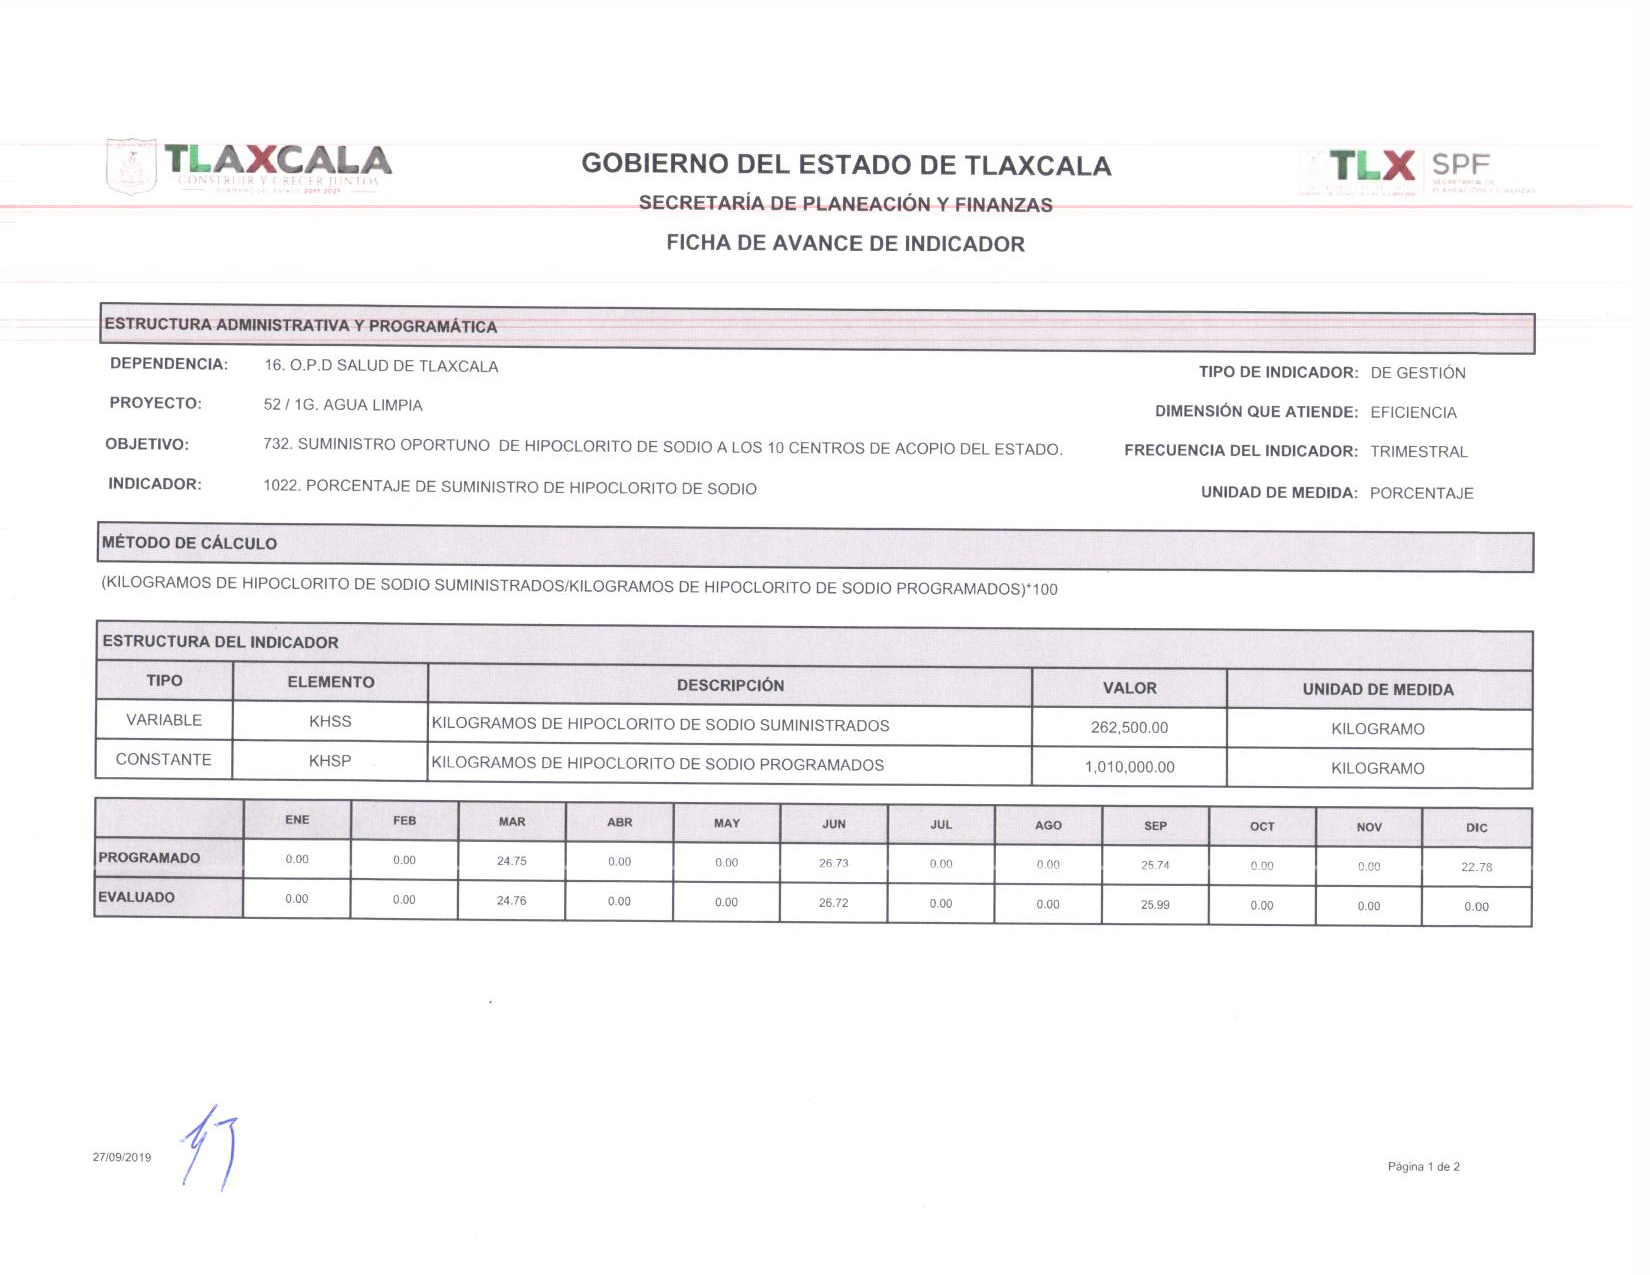 TLAXCALA
CONSTRUIR Y CRECER JUNTOS
GOBIERNO DEL ESTADO 2017-2021
GOBIERNO DEL ESTADO DE TLAXCALA
SECRETARÍA DE PLANEACIÓN Y FINANZAS
FICHA DE AVANCE DE INDICADOR
TLX SPF
SECRETARÍA DE
PLANEACIÓN Y FINANZAS
ESTRUCTURA ADMINISTRATIVA Y PROGRAMÁTICA
DEPENDENCIA: 16. O.P.D SALUD DE TLAXCALA
TIPO DE INDICADOR: DE GESTIÓN
PROYECTO: 52 / 1G. AGUA LIMPIA
DIMENSIÓN QUE ATIENDE: EFICIENCIA
OBJETIVO: 732. SUMINISTRO OPORTUNO DE HIPOCLORITO DE SODIO A LOS 10 CENTROS DE ACOPIO DEL ESTADO.
FRECUENCIA DEL INDICADOR: TRIMESTRAL
INDICADOR: 1022. PORCENTAJE DE SUMINISTRO DE HIPOCLORITO DE SODIO
UNIDAD DE MEDIDA: PORCENTAJE
MÉTODO DE CÁLCULO
(KILOGRAMOS DE HIPOCLORITO DE SODIO SUMINISTRADOS/KILOGRAMOS DE HIPOCLORITO DE SODIO PROGRAMADOS)*100
ESTRUCTURA DEL INDICADOR
TIPO ELEMENTO DESCRIPCIÓN VALOR UNIDAD DE MEDIDA
VARIABLE KHSS KILOGRAMOS DE HIPOCLORITO DE SODIO SUMINISTRADOS 262,500.00 KILOGRAMO
CONSTANTE KHSP KILOGRAMOS DE HIPOCLORITO DE SODIO PROGRAMADOS 1,010,000.00 KILOGRAMO
ENE FEB MAR ABR MAY JUN JUL AGO SEP OCT NOV DIC
PROGRAMADO 0.00 0.00 24.75 0.00 0.00 26.73 0.00 0.00 25.74 0.00 0.00 22.78
EVALUADO 0.00 0.00 24.76 0.00 0.00 26.72 0.00 0.00 25.99 0.00 0.00 0.00
27/09/2019
Página 1 de 2